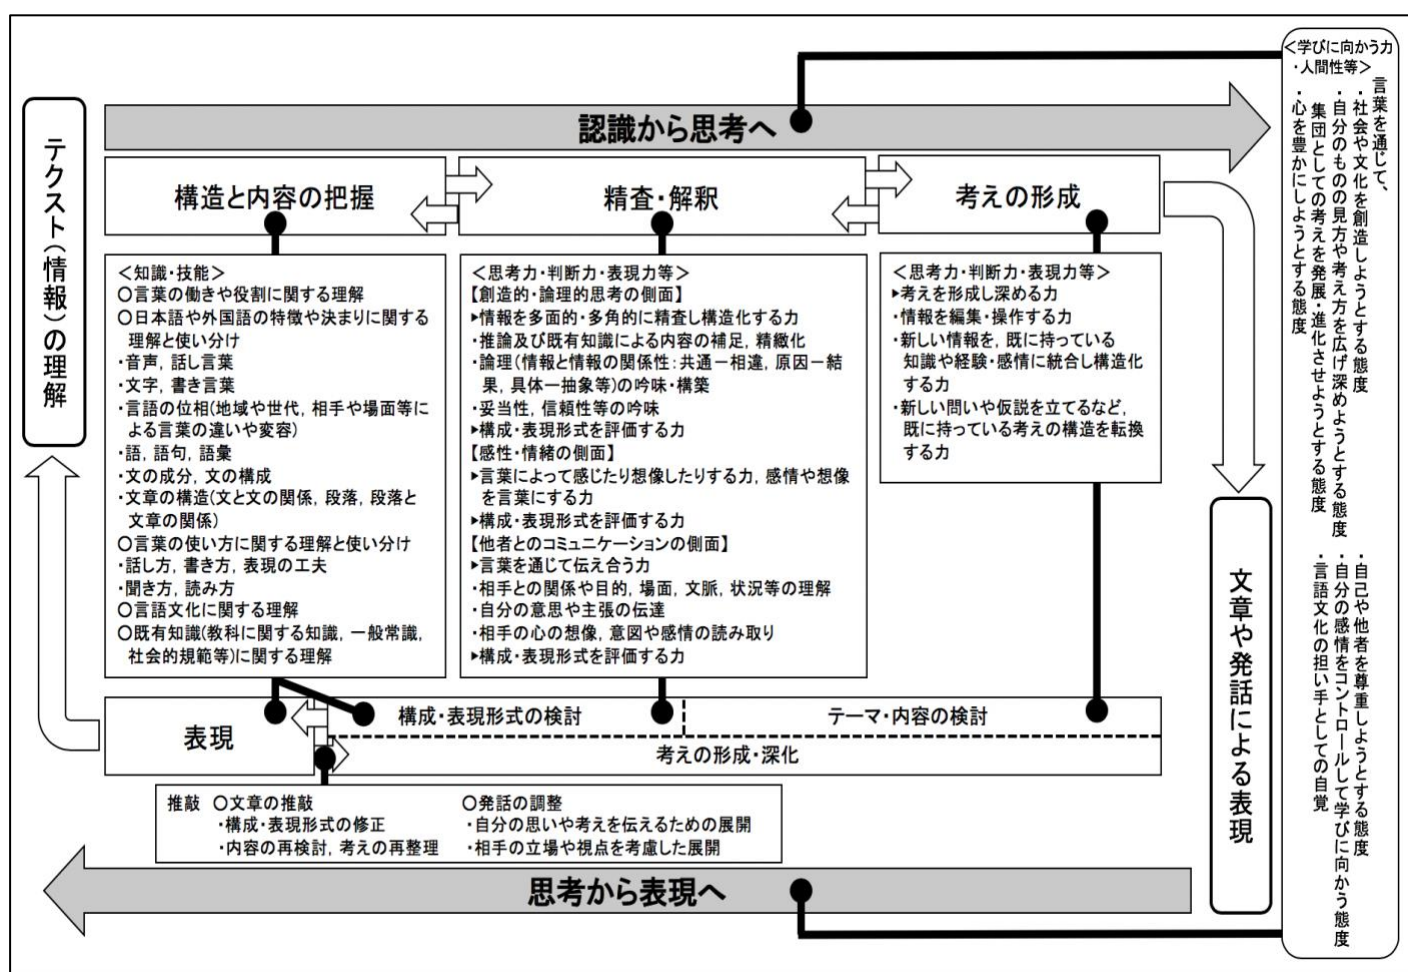 認識から思考へ
テクスト(情報)の理解
構造と内容の把握
精査・解釈
考えの形成
<知識・技能>
○言葉の働きや役割に関する理解
○日本語や外国語の特徴や決まりに関する
理解と使い分け
・音声, 話し言葉
・文字, 書き言葉
・言語の位相(地域や世代, 相手や場面等に
よる言葉の違いや変容)
・語, 語句, 語彙
・文の成分, 文の構成
・文章の構造(文と文の関係, 段落, 段落と
文章の関係)
○言葉の使い方に関する理解と使い分け
・話し方, 書き方, 表現の工夫
・聞き方, 読み方
○言語文化に関する理解
○既有知識(教科に関する知識, 一般常識,
社会的規範等)に関する理解
<思考力・判断力・表現力等>
【創造的・論理的思考の側面】
▶情報を多面的・多角的に精査し構造化する力
・推論及び既有知識による内容の補足, 精緻化
・論理(情報と情報の関係性:共通-相違, 原因-結
果, 具体-抽象等)の吟味・構築
・妥当性, 信頼性等の吟味
▶構成・表現形式を評価する力
【感性・情緒の側面】
▶言葉によって感じたり想像したりする力, 感情や想像
を言葉にする力
▶構成・表現形式を評価する力
【他者とのコミュニケーションの側面】
▶言葉を通じて伝え合う力
・相手との関係や目的, 場面, 文脈, 状況等の理解
・自分の意思や主張の伝達
・相手の心の想像, 意図や感情の読み取り
▶構成・表現形式を評価する力
<思考力・判断力・表現力等>
▶考えを形成し深める力
・情報を編集・操作する力
・新しい情報を, 既に持っている
知識や経験・感情に統合し構造化
する力
・新しい問いや仮説を立てるなど,
既に持っている考えの構造を転換
する力
文章や発話による表現
表現
構成・表現形式の検討
テーマ・内容の検討
考えの形成・深化
推敲 ○文章の推敲
・構成・表現形式の修正
・内容の再検討, 考えの再整理
○発話の調整
・自分の思いや考えを伝えるための展開
・相手の立場や視点を考慮した展開
思考から表現へ
<学びに向かう力
・人間性等>
言葉を通じて、
・社会や文化を創造しようとする態度
・自分のものの見方や考え方を広げ深めようとする態度
集団としての考えを発展・進化させようとする態度
・心を豊かにしようとする態度
・自己や他者を尊重しようとする態度
・自分の感情をコントロールして学びに向かう態度
・言語文化の担い手としての自覚